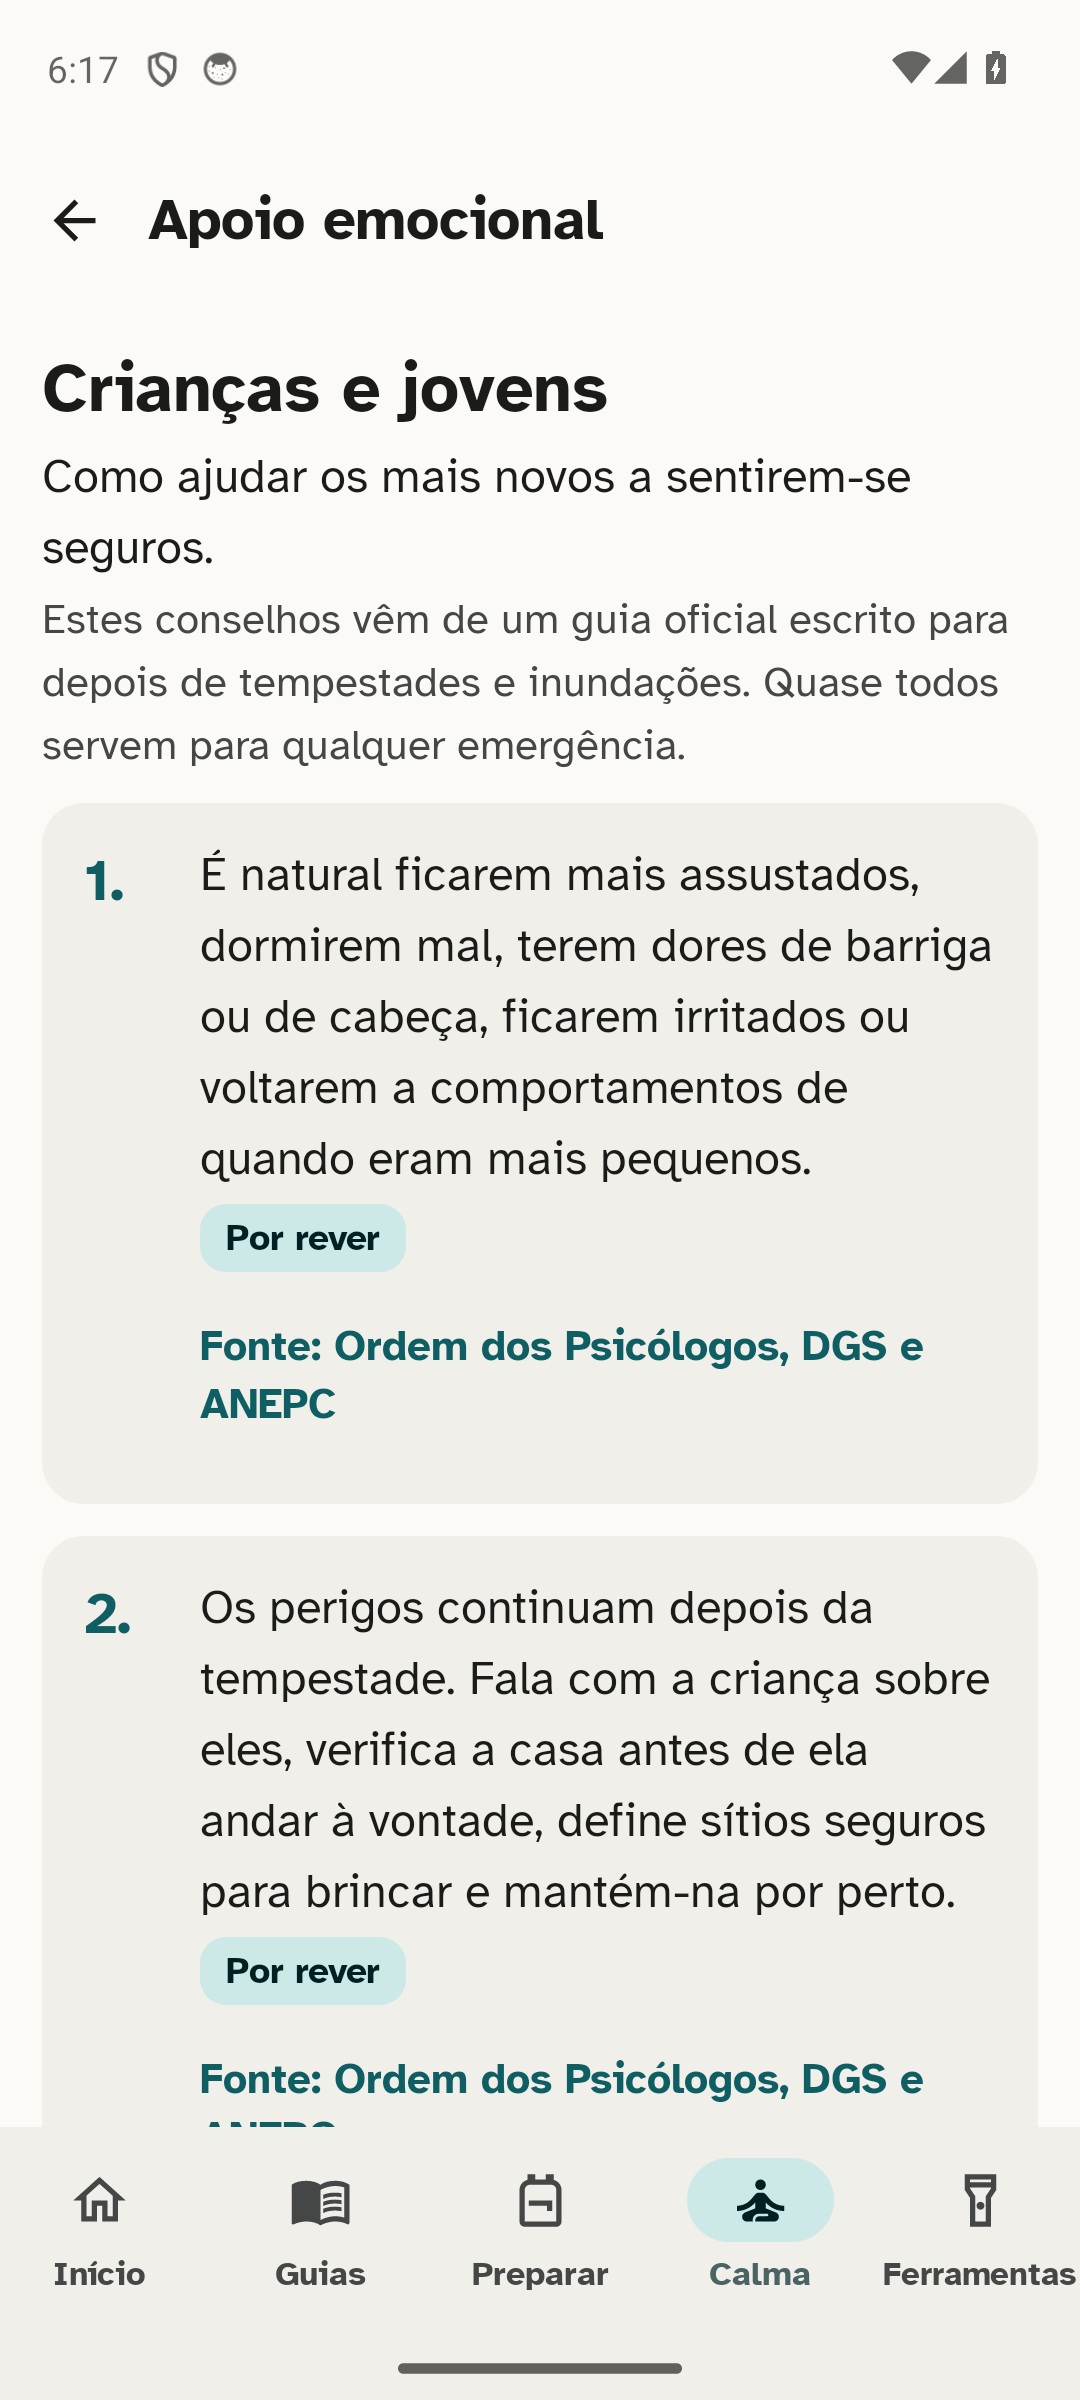 6:17
Apoio emocional
Crianças e jovens
Como ajudar os mais novos a sentirem-se
seguros.
Estes conselhos vêm de um guia oficial escrito para
depois de tempestades e inundações. Quase todos
servem para qualquer emergência.
1.
É natural ficarem mais assustados,
dormirem mal, terem dores de barriga
ou de cabeça, ficarem irritados ou
voltarem a comportamentos de
quando eram mais pequenos.
Por rever
Fonte: Ordem dos Psicólogos, DGS e
ANEPC
2.
Os perigos continuam depois da
tempestade. Fala com a criança sobre
eles, verifica a casa antes de ela
andar à vontade, define sítios seguros
para brincar e mantém-na por perto.
Por rever
Fonte: Ordem dos Psicólogos, DGS e
Início
Guias
Preparar
Calma
Ferramentas